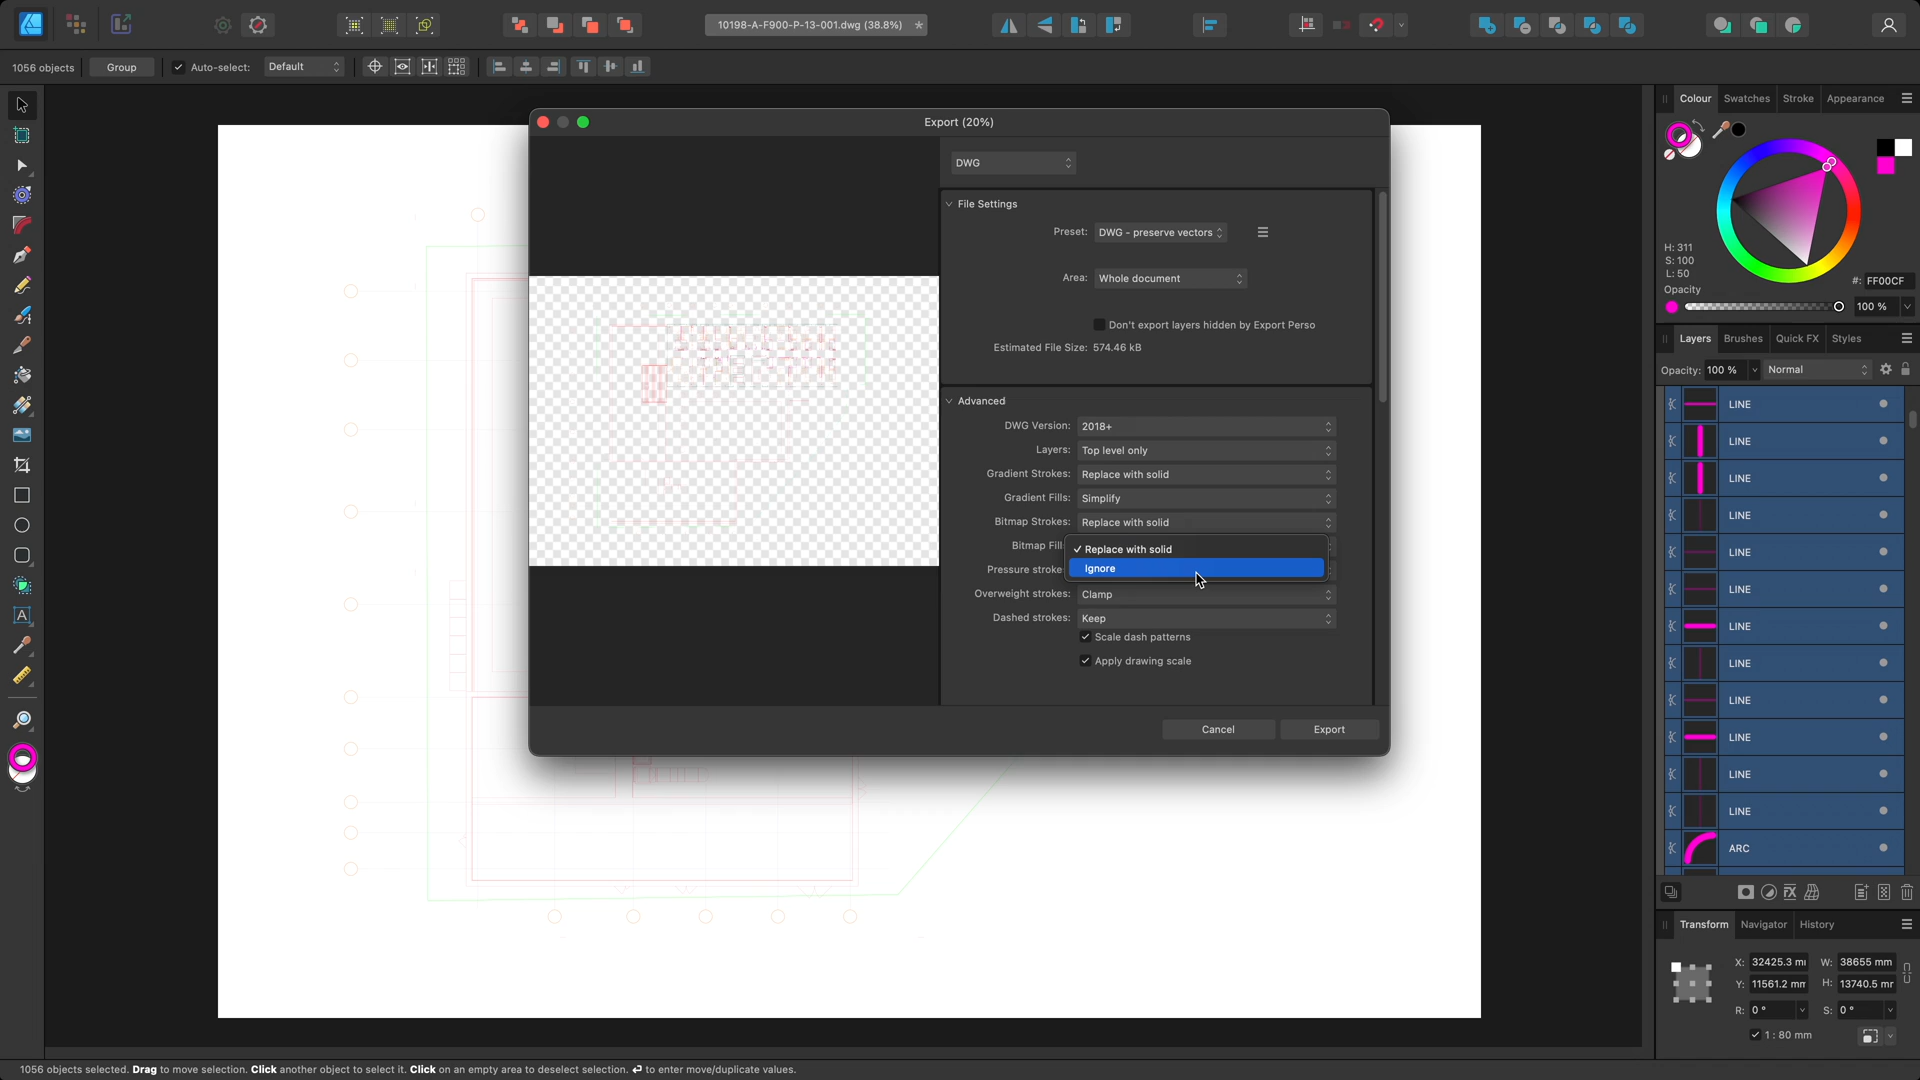 10198-A-F900-P-13-001.dwg (38.8%) *
1056 objects
Group
Auto-select:
Default
Export (20%)
DWG
File Settings
Preset: DWG - preserve vectors
Area: Whole document
Don't export layers hidden by Export Perso
Estimated File Size: 574.46 kB
Advanced
DWG Version: 2018+
Layers: Top level only
Gradient Strokes: Replace with solid
Gradient Fills: Simplify
Bitmap Strokes: Replace with solid
Bitmap Fill
Replace with solid
Ignore
Pressure stroke
Overweight strokes: Clamp
Dashed strokes: Keep
Scale dash patterns
Apply drawing scale
Cancel
Export
Colour
Swatches
Stroke
Appearance
H: 311
S: 100
L: 50
#: FF00CF
Opacity
100 %
Layers
Brushes
Quick FX
Styles
Opacity: 100 %
Normal
LINE
LINE
LINE
LINE
LINE
LINE
LINE
LINE
LINE
LINE
LINE
LINE
ARC
Transform
Navigator
History
X: 32425.3 mı
W: 38655 mm
Y: 11561.2 mm
H: 13740.5 mr
R: 0 °
S: 0 °
1 : 80 mm
1056 objects selected. Drag to move selection. Click another object to select it. Click on an empty area to deselect selection. ⏎ to enter move/duplicate values.